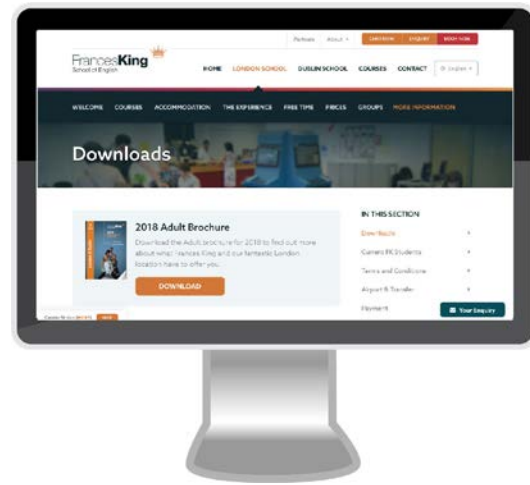 Partners About
ENQUIRY BOOK NOW
FrancesKing
School of English
HOME LONDON SCHOOL DUBLIN SCHOOL COURSES CONTACT English
WELCOME COURSES ACCOMMODATION THE EXPERIENCE FREE TIME PRICES GROUPS MORE INFORMATION
Downloads
2018 Adult Brochure
Download the Adult brochure for 2018 to find out more
about what Frances King and our fantastic London
location have to offer you.
DOWNLOAD
IN THIS SECTION
Downloads
Current FK Students
Terms and Conditions
Airport & Transfer
Payment
Your Enquiry